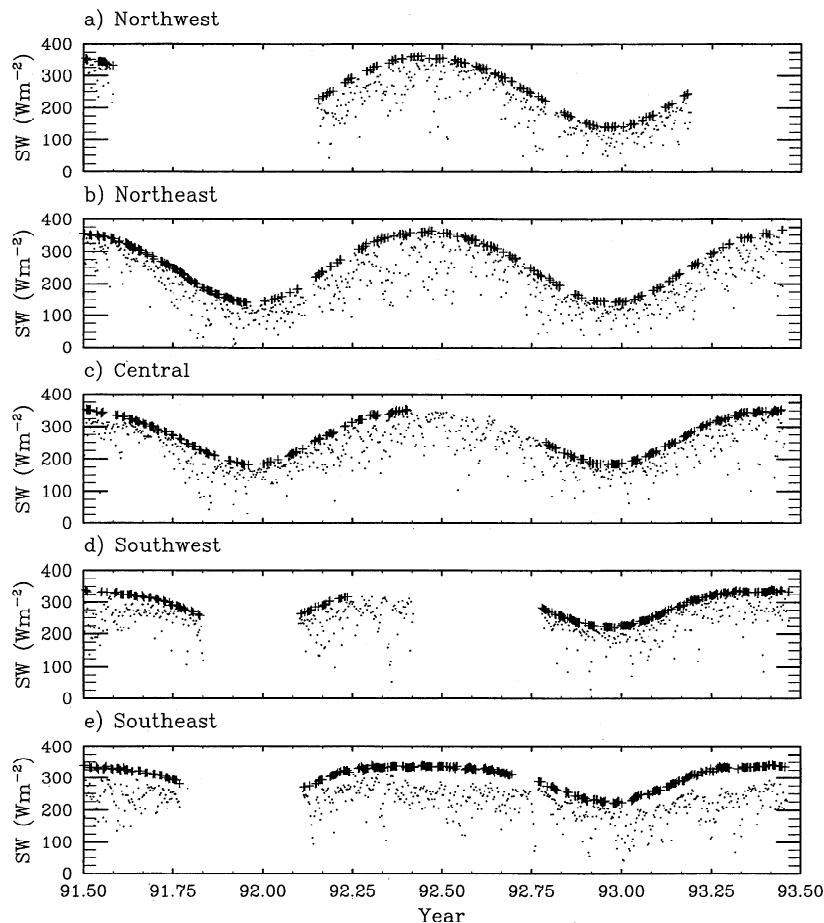 a) Northwest
400
300
200
100
0
SW (Wm⁻²)
b) Northeast
400
300
200
100
0
SW (Wm⁻²)
c) Central
400
300
200
100
0
SW (Wm⁻²)
d) Southwest
400
300
200
100
0
SW (Wm⁻²)
e) Southeast
400
300
200
100
0
SW (Wm⁻²)
91.50 91.75 92.00 92.25 92.50 92.75 93.00 93.25 93.50
Year